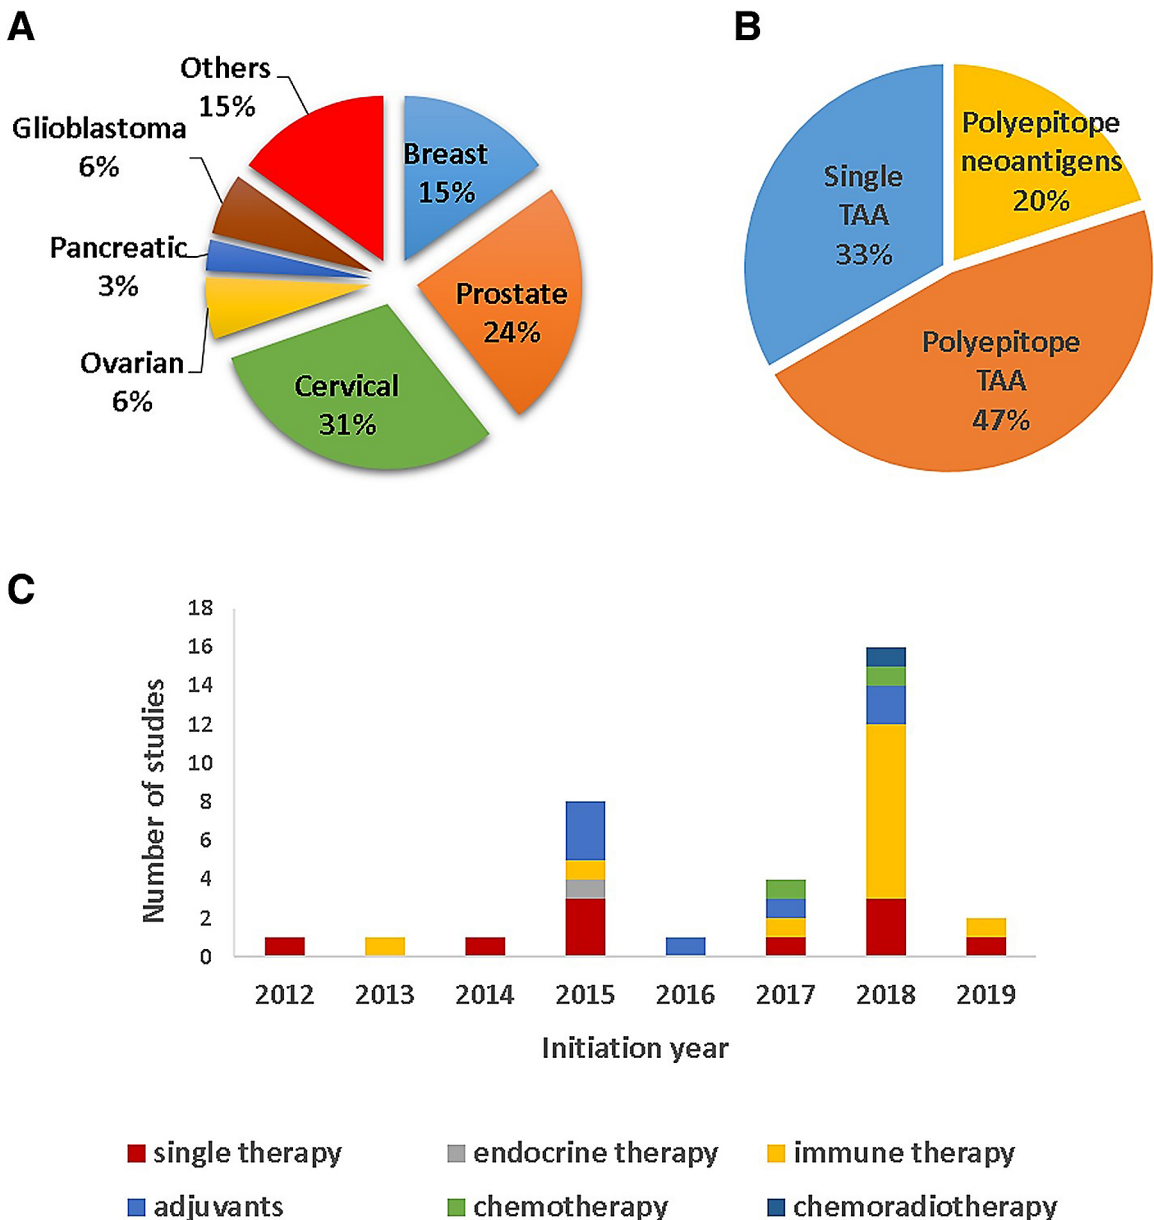 A
Others
15%
Glioblastoma
6%
Pancreatic
3%
Ovarian
6%
Breast
15%
Prostate
24%
Cervical
31%
B
Single
TAA
33%
Polyepitope
neoantigens
20%
Polyepitope
TAA
47%
C
Number of studies
18
16
14
12
10
8
6
4
2
0
2012 2013 2014 2015 2016 2017 2018 2019
Initiation year
single therapy endocrine therapy immune therapy
adjuvants chemotherapy chemoradiotherapy